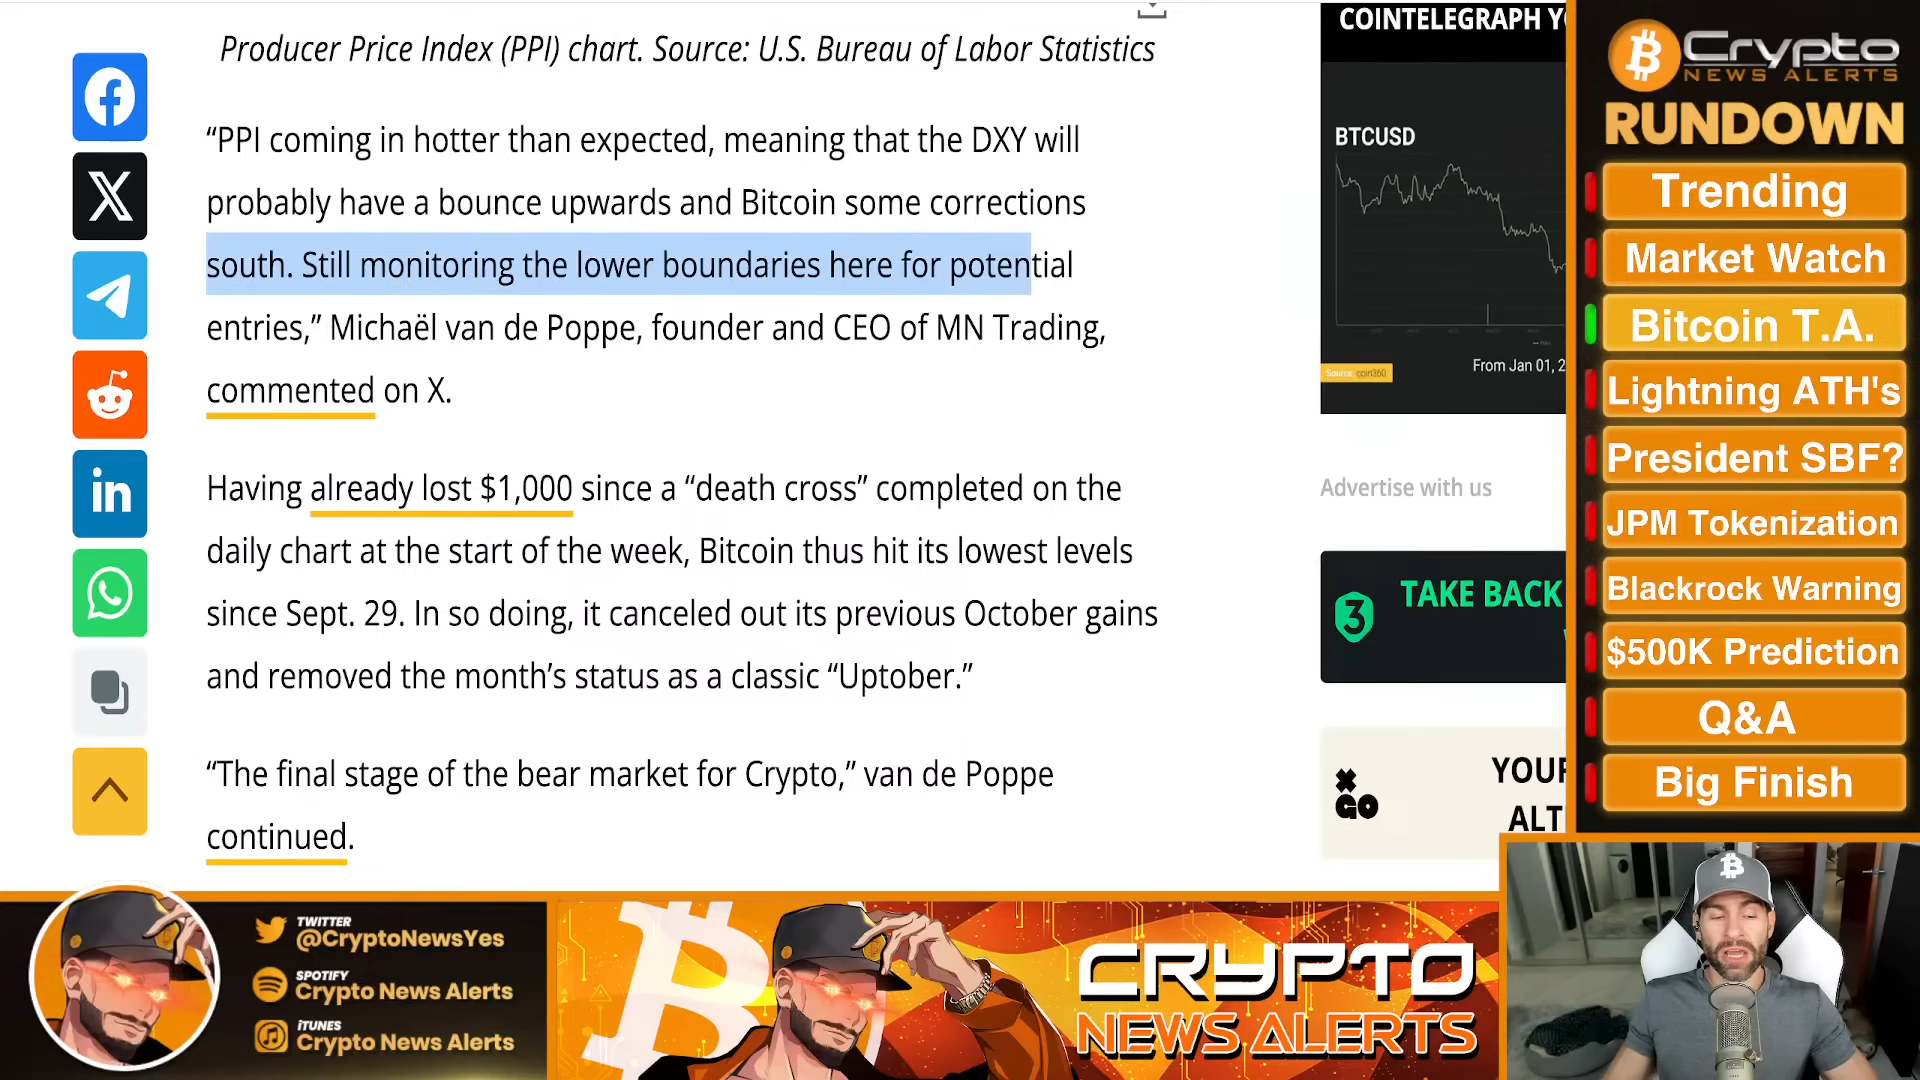 Producer Price Index (PPI) chart. Source: U.S. Bureau of Labor Statistics
“PPI coming in hotter than expected, meaning that the DXY will
probably have a bounce upwards and Bitcoin some corrections
south. Still monitoring the lower boundaries here for potential
entries,” Michaël van de Poppe, founder and CEO of MN Trading,
commented on X.
Having already lost $1,000 since a “death cross” completed on the
daily chart at the start of the week, Bitcoin thus hit its lowest levels
since Sept. 29. In so doing, it canceled out its previous October gains
and removed the month’s status as a classic “Uptober.”
“The final stage of the bear market for Crypto,” van de Poppe
continued.
COINTELEGRAPH Y
BTCUSD
Source: coin360
From Jan 01, 2
Advertise with us
3
TAKE BACK
GO
YOUR
ALT
Crypto
NEWS ALERTS
RUNDOWN
Trending
Market Watch
Bitcoin T.A.
Lightning ATH's
President SBF?
JPM Tokenization
Blackrock Warning
$500K Prediction
Q&A
Big Finish
TWITTER
@CryptoNewsYes
SPOTIFY
Crypto News Alerts
iTUNES
Crypto News Alerts
CRYPTO
NEWS ALERTS